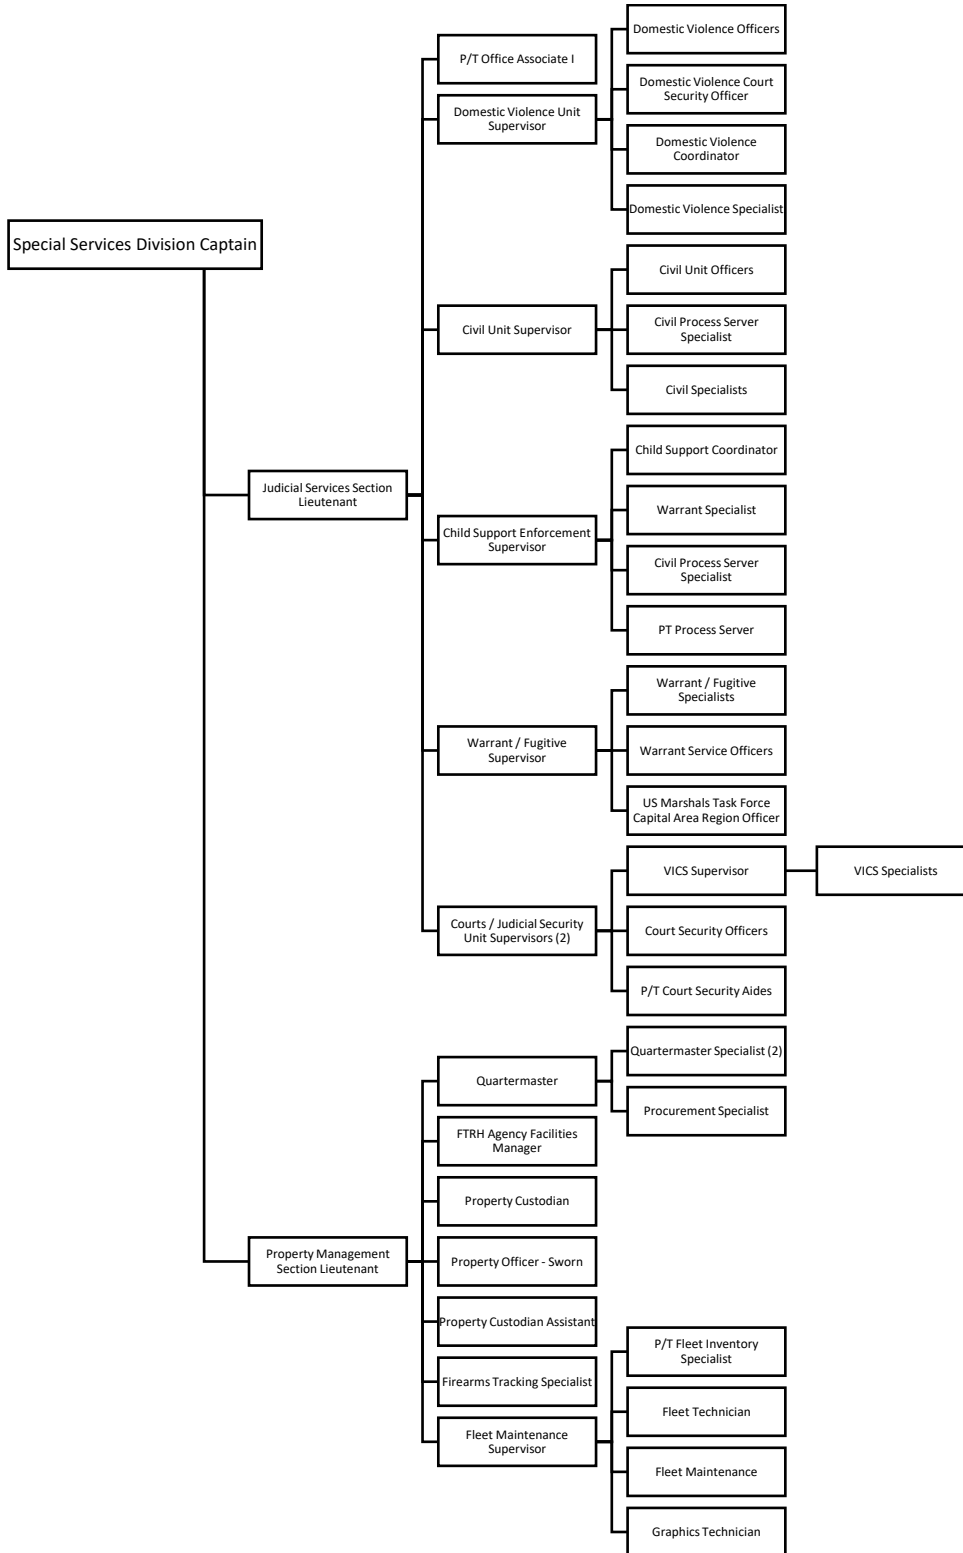 Special Services Division Captain
Judicial Services Section
Lieutenant
P/T Office Associate I
Domestic Violence Unit
Supervisor
Domestic Violence Officers
Domestic Violence Court
Security Officer
Domestic Violence
Coordinator
Domestic Violence Specialist
Civil Unit Supervisor
Civil Unit Officers
Civil Process Server
Specialist
Civil Specialists
Child Support Enforcement
Supervisor
Child Support Coordinator
Warrant Specialist
Civil Process Server
Specialist
PT Process Server
Warrant / Fugitive
Supervisor
Warrant / Fugitive
Specialists
Warrant Service Officers
US Marshals Task Force
Capital Area Region Officer
Courts / Judicial Security
Unit Supervisors (2)
VICS Supervisor
VICS Specialists
Court Security Officers
P/T Court Security Aides
Property Management
Section Lieutenant
Quartermaster
Quartermaster Specialist (2)
Procurement Specialist
FTRH Agency Facilities
Manager
Property Custodian
Property Officer - Sworn
Property Custodian Assistant
Firearms Tracking Specialist
Fleet Maintenance
Supervisor
P/T Fleet Inventory
Specialist
Fleet Technician
Fleet Maintenance
Graphics Technician